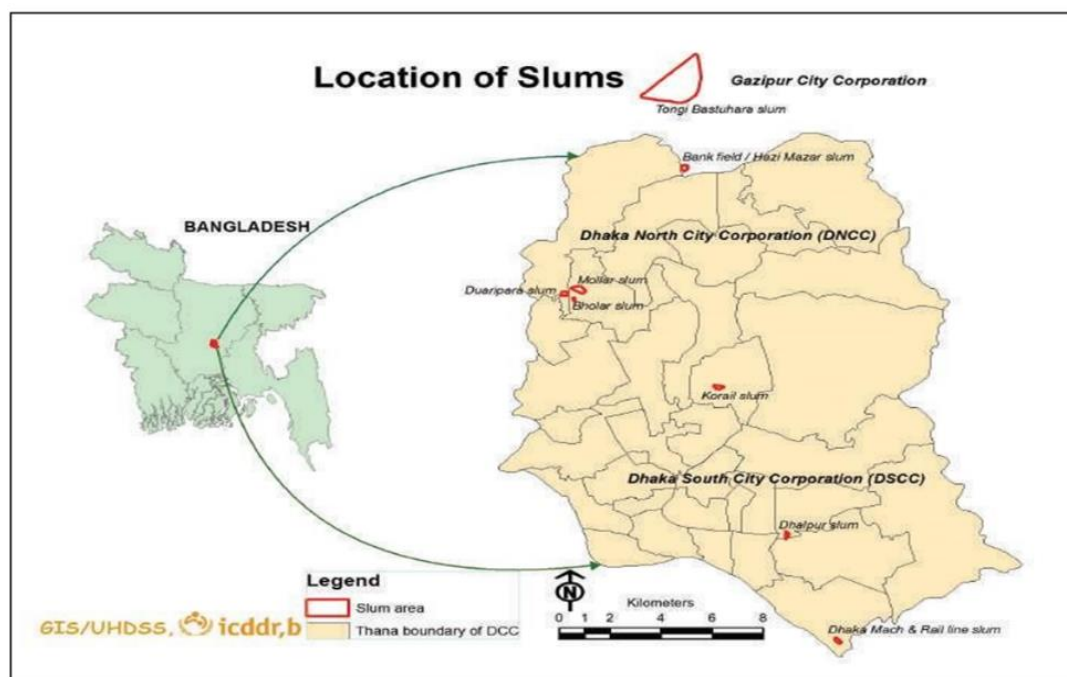 Location of Slums
Gazipur City Corporation
Tongi Bastuhara slum
Bank field / Hazi Mazar slum
BANGLADESH
Dhaka North City Corporation (DNCC)
Mollar slum
Duaripara slum
Bholar slum
Korail slum
Dhaka South City Corporation (DSCC)
Dhalpur slum
Legend
Slum area
Thana boundary of DCC
N
Kilometers
0 1 2 4 6 8
GIS/UHDSS, icddr,b
Dhaka Mach & Rail line slum